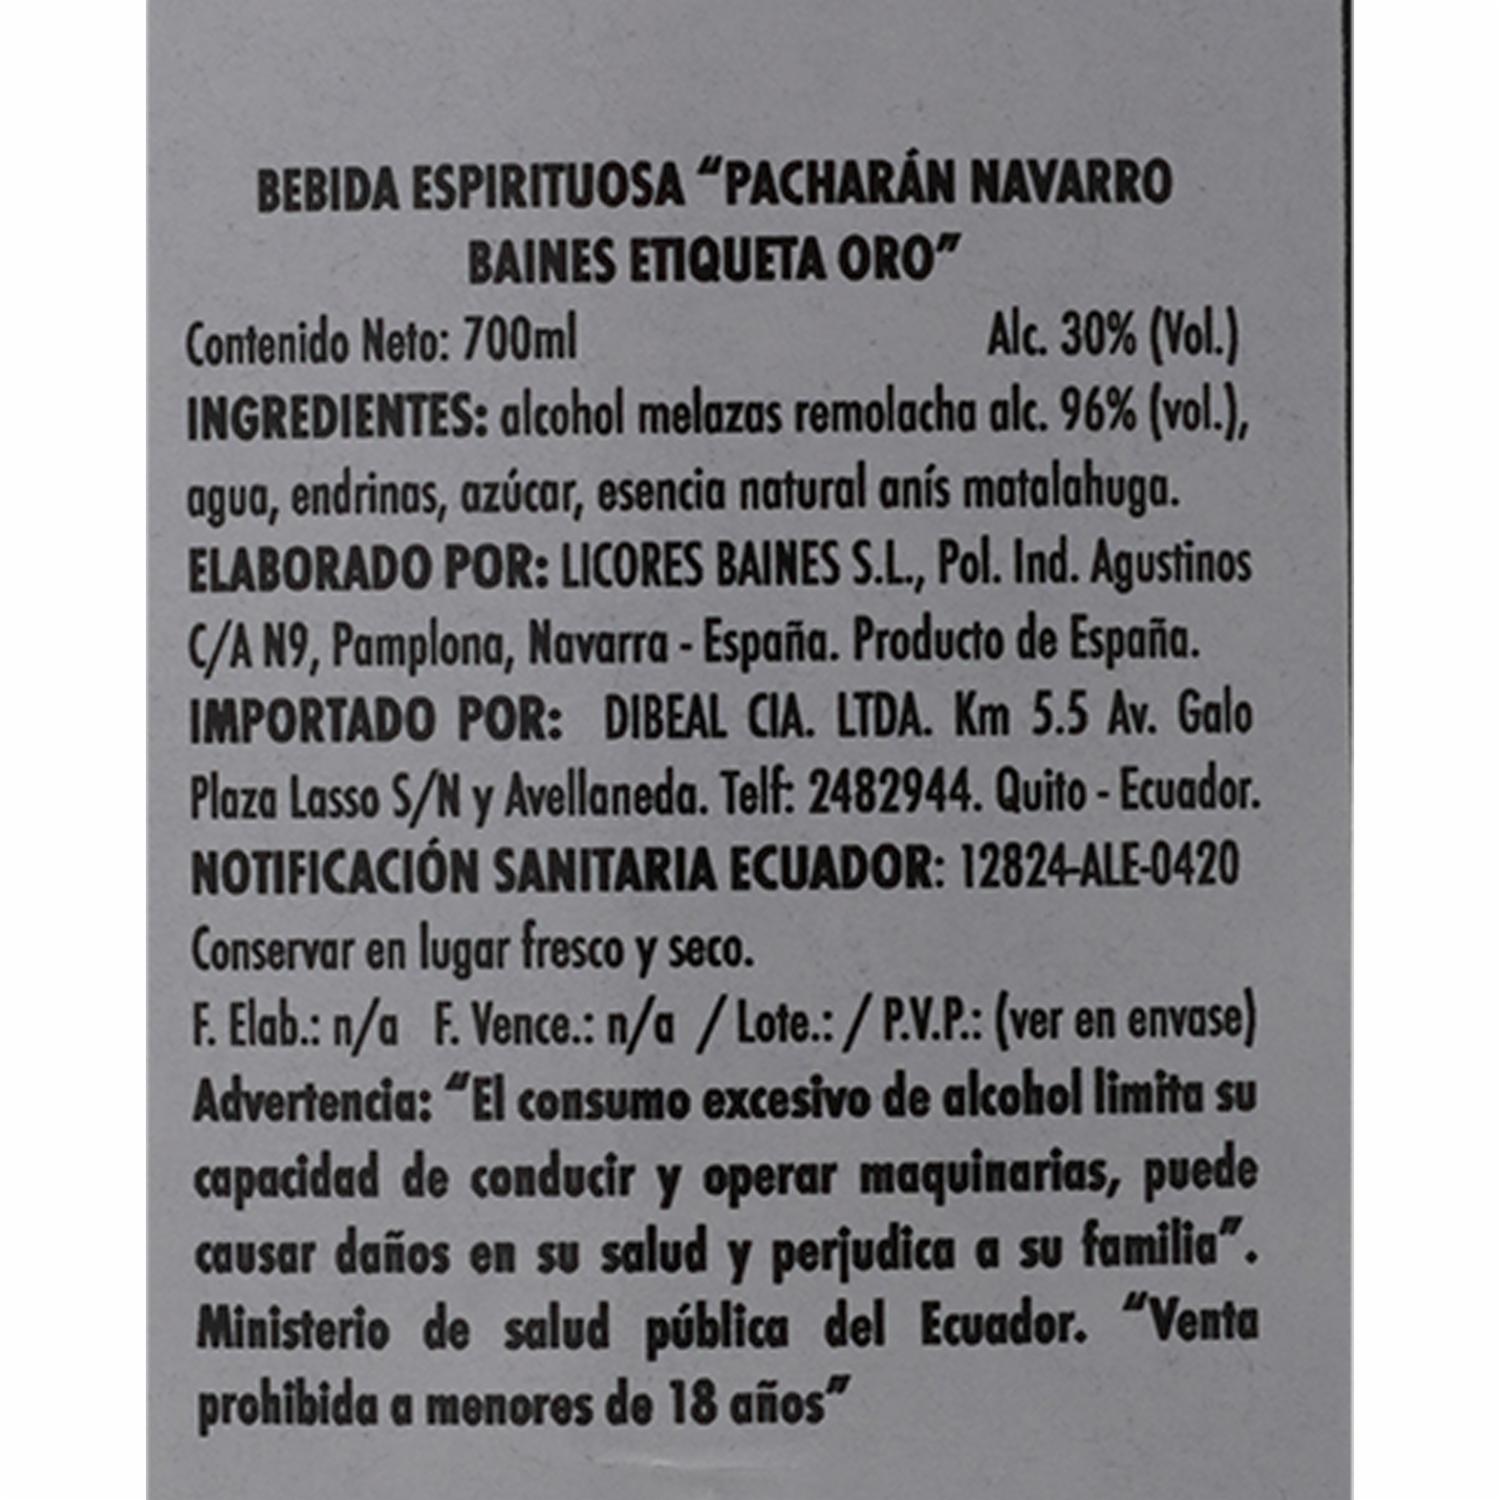 BEBIDA ESPIRITUOSA “PACHARÁN NAVARRO
BAINES ETIQUETA ORO”
Contenido Neto: 700ml Alc. 30% (Vol.)
INGREDIENTES: alcohol melazas remolacha alc. 96% (vol.),
agua, endrinas, azúcar, esencia natural anís matalahuga.
ELABORADO POR: LICORES BAINES S.L., Pol. Ind. Agustinos
C/A N9, Pamplona, Navarra - España. Producto de España.
IMPORTADO POR: DIBEAL CIA. LTDA. Km 5.5 Av. Galo
Plaza Lasso S/N y Avellaneda. Telf: 2482944. Quito - Ecuador.
NOTIFICACIÓN SANITARIA ECUADOR: 12824-ALE-0420
Conservar en lugar fresco y seco.
F. Elab.: n/a F. Vence.: n/a / Lote.: / P.V.P.: (ver en envase)
Advertencia: “El consumo excesivo de alcohol limita su
capacidad de conducir y operar maquinarias, puede
causar daños en su salud y perjudica a su familia”.
Ministerio de salud pública del Ecuador. “Venta
prohibida a menores de 18 años”